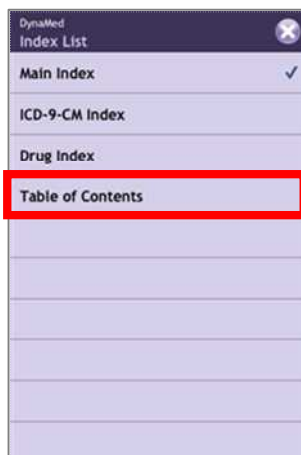 DynaMed
Index List
Main Index
ICD-9-CM Index
Drug Index
Table of Contents